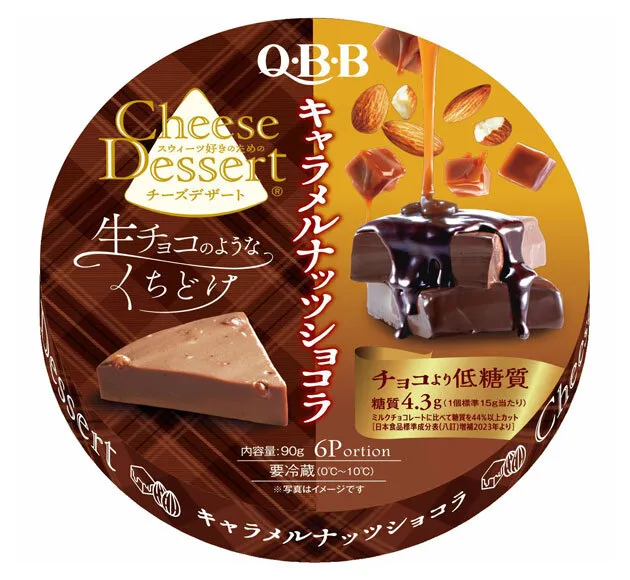 Q・B・B
Cheese
スウィーツ好きのための
Dessert®
チーズデザート
生チョコのような
くちどけ
キャラメルナッツショコラ
チョコより低糖質
糖質4.3g(1個標準15g当たり)
ミルクチョコレートに比べて糖質を44%以上カット
[日本食品標準成分表(八訂)増補2023年より]
内容量:90g 6Portion
要冷蔵(0℃~10℃)
※写真はイメージです
Dessert
キャラメルナッツショコラ
Chee